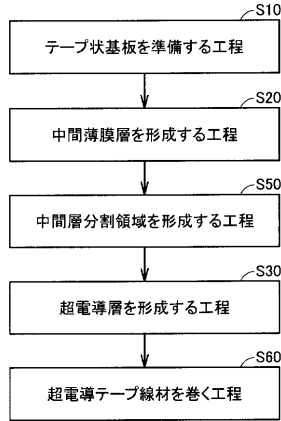 S10
テープ状基板を準備する工程
S20
中間薄膜層を形成する工程
S50
中間層分割領域を形成する工程
S30
超電導層を形成する工程
S60
超電導テープ線材を巻く工程